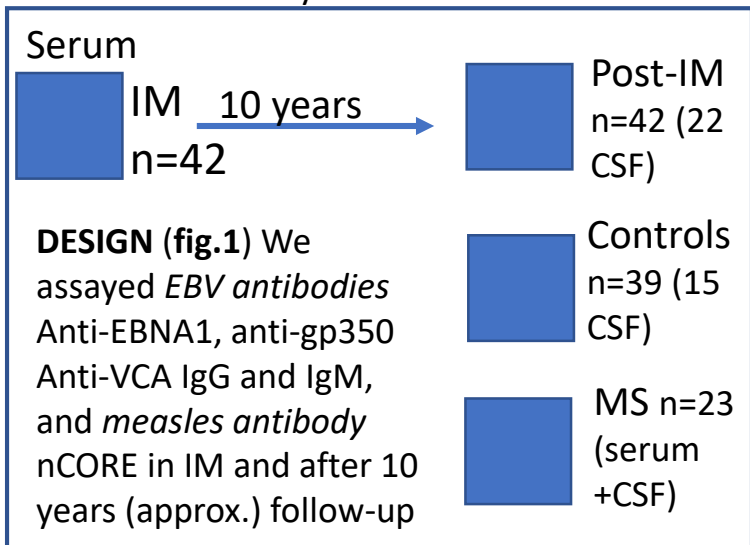 Serum
IM
n=42
10 years
Post-IM
n=42 (22
CSF)
DESIGN (fig.1) We
assayed EBV antibodies
Anti-EBNA1, anti-gp350
Anti-VCA IgG and IgM,
and measles antibody
nCORE in IM and after 10
years (approx.) follow-up
Controls
n=39 (15
CSF)
MS n=23
(serum
+CSF)